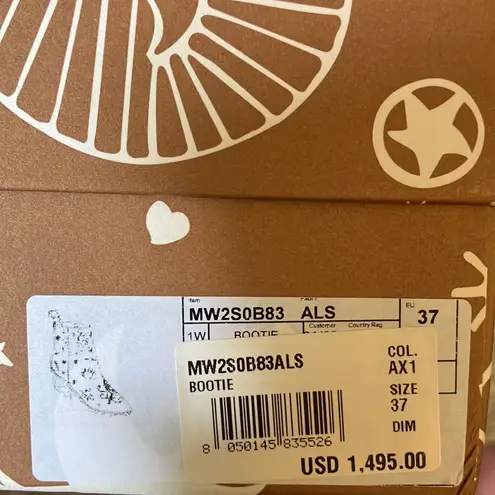 Item
EU
MW2S0B83 ALS
37
1W BOOTIE Customer Country Reg
MW2S0B83ALS
BOOTIE
COL.
AX1
SIZE
37
DIM
8 050145 835526
USD 1,495.00